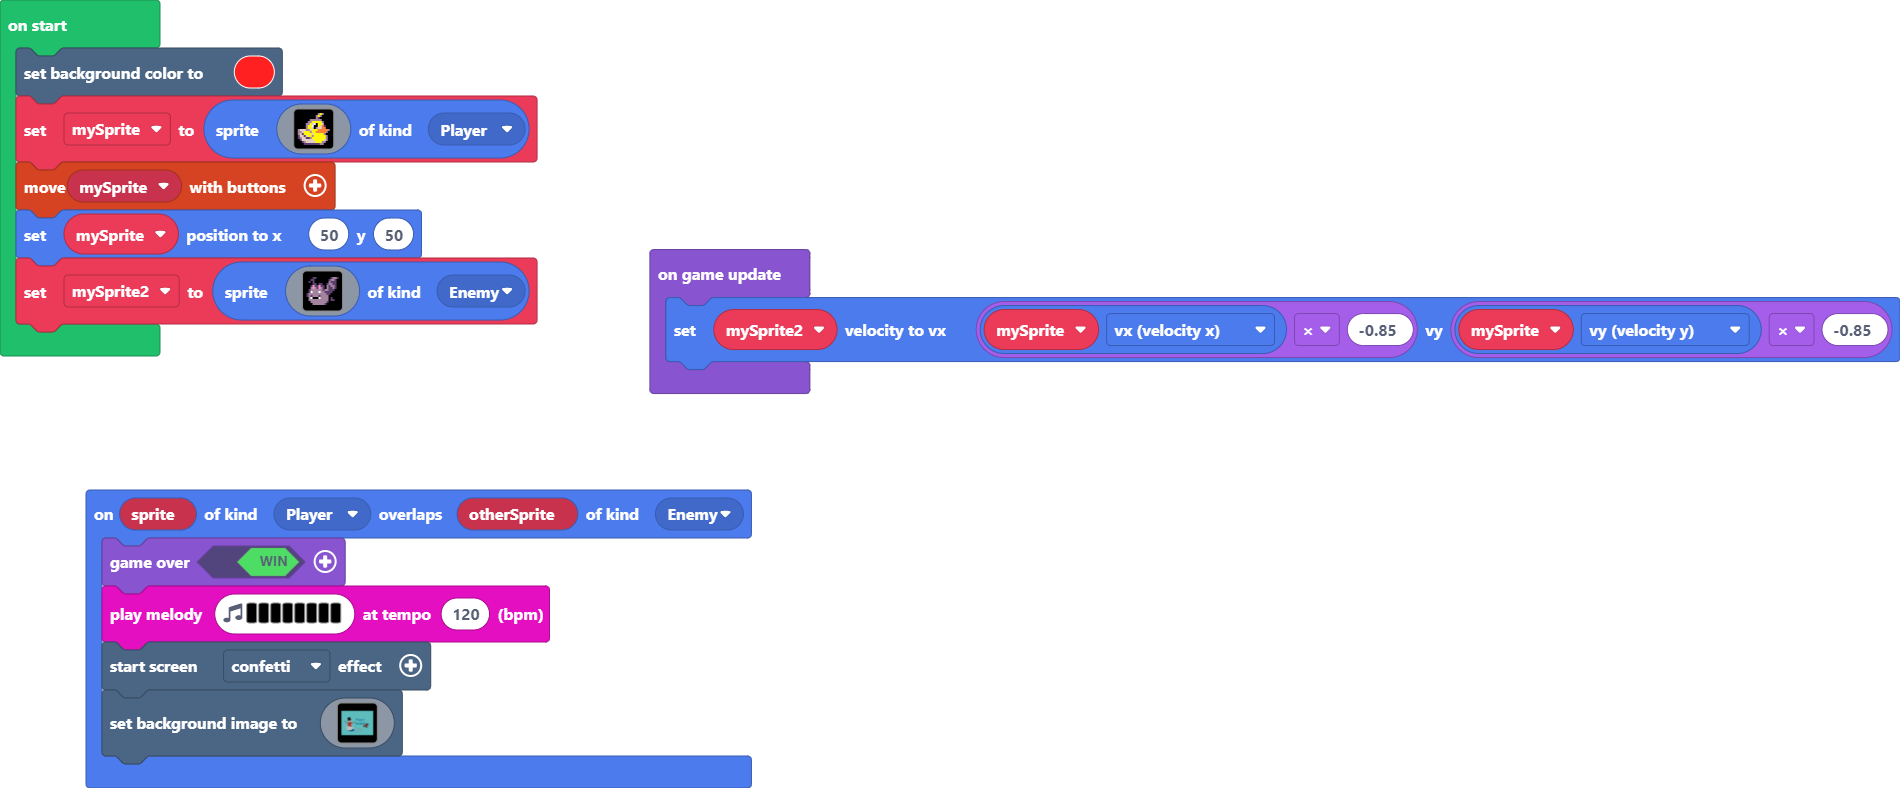 on start
set background color to
set mySprite to sprite of kind Player
move mySprite with buttons
set mySprite position to x 50 y 50
set mySprite2 to sprite of kind Enemy
on game update
set mySprite2 velocity to vx mySprite vx (velocity x) × -0.85 vy mySprite vy (velocity y) × -0.85
on sprite of kind Player overlaps otherSprite of kind Enemy
game over WIN
play melody at tempo 120 (bpm)
start screen confetti effect
set background image to